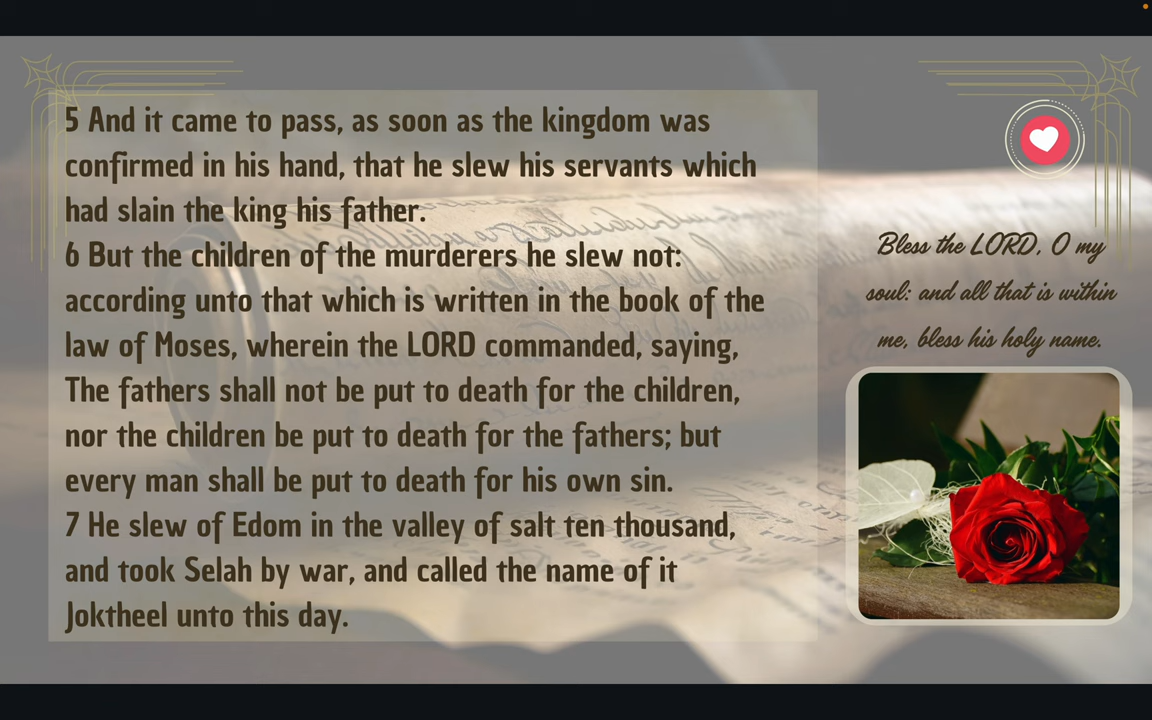 5 And it came to pass, as soon as the kingdom was
confirmed in his hand, that he slew his servants which
had slain the king his father.
6 But the children of the murderers he slew not:
according unto that which is written in the book of the
law of Moses, wherein the LORD commanded, saying,
The fathers shall not be put to death for the children,
nor the children be put to death for the fathers; but
every man shall be put to death for his own sin.
7 He slew of Edom in the valley of salt ten thousand,
and took Selah by war, and called the name of it
Joktheel unto this day.
Bless the LORD, O my
soul: and all that is within
me, bless his holy name.